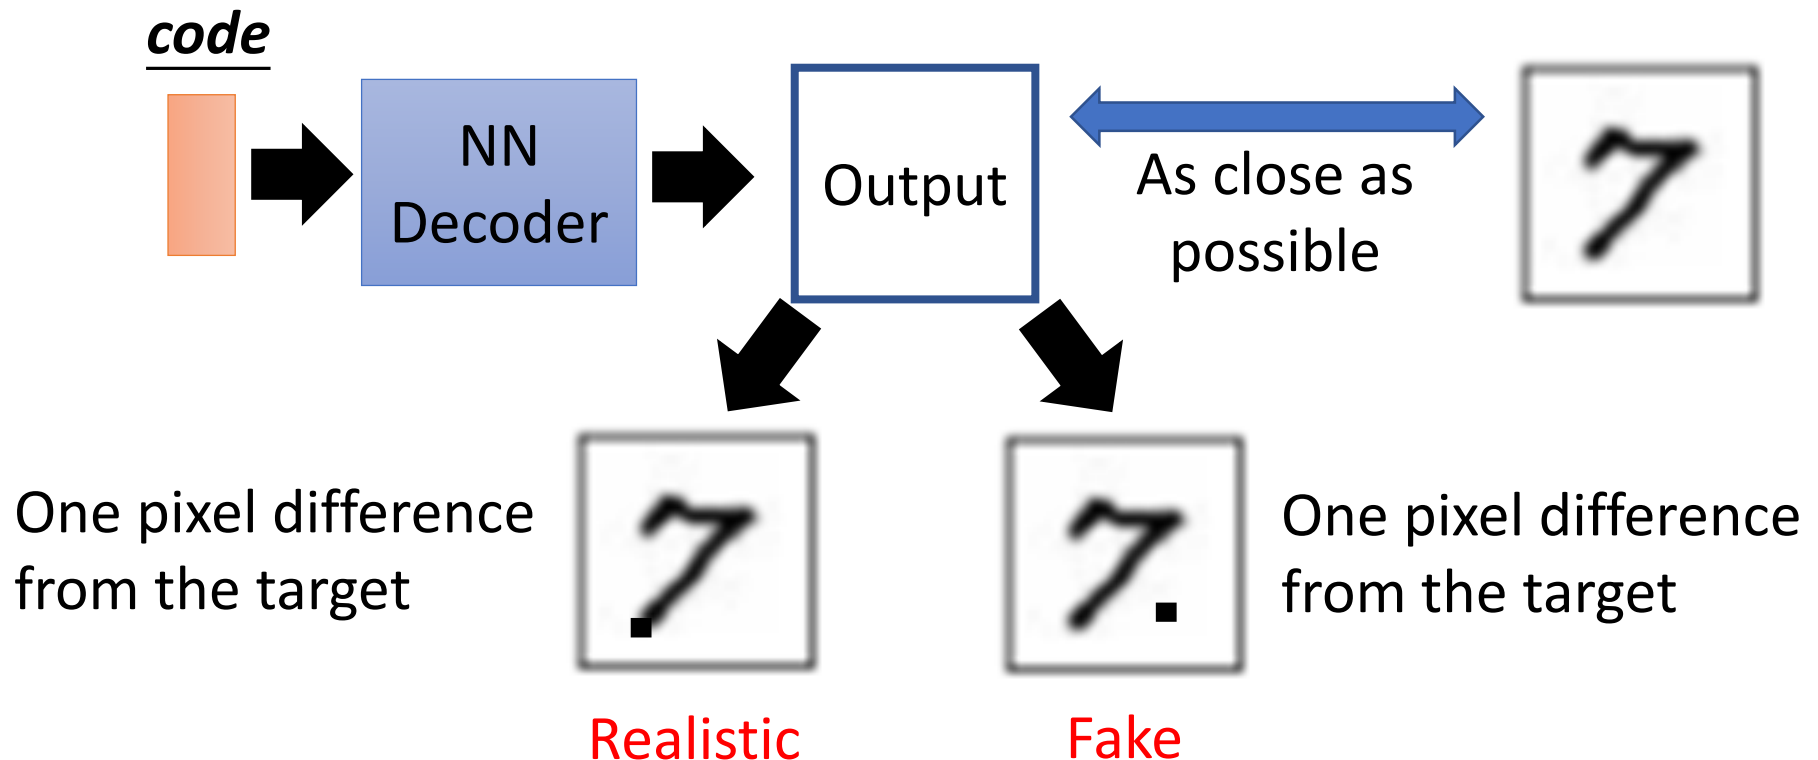 code
NN
Decoder
Output
As close as
possible
One pixel difference
from the target
One pixel difference
from the target
Realistic
Fake